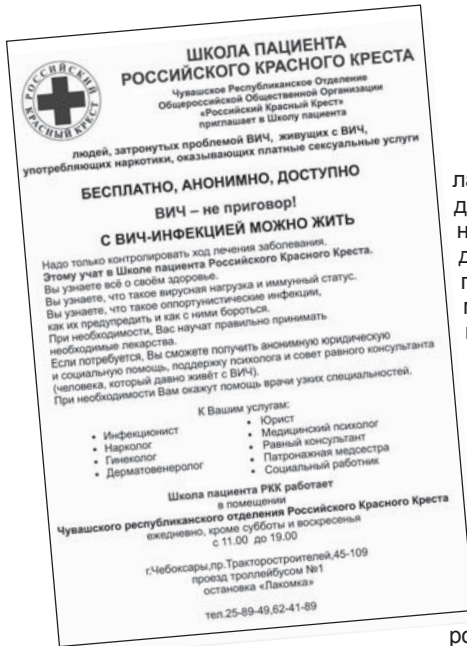 РОССИЙСКИЙ
КРАСНЫЙ КРЕСТ
ШКОЛА ПАЦИЕНТА
РОССИЙСКОГО КРАСНОГО КРЕСТА
Чувашское Республиканское Отделение
Общероссийской Общественной Организации
«Российский Красный Крест»
приглашает в Школу пациента
людей, затронутых проблемой ВИЧ, живущих с ВИЧ,
употребляющих наркотики, оказывающих платные сексуальные услуги
БЕСПЛАТНО, АНОНИМНО, ДОСТУПНО
ВИЧ – не приговор!
С ВИЧ-ИНФЕКЦИЕЙ МОЖНО ЖИТЬ
Надо только контролировать ход лечения заболевания.
Этому учат в Школе пациента Российского Красного Креста.
Вы узнаете всё о своём здоровье.
Вы узнаете, что такое вирусная нагрузка и иммунный статус.
Вы узнаете, что такое оппортунистические инфекции,
как их предупредить и как с ними бороться.
При необходимости, Вас научат правильно принимать
необходимые лекарства.
Если потребуется, Вы сможете получить анонимную юридическую
и социальную помощь, поддержку психолога и совет равного консультанта
(человека, который давно живёт с ВИЧ).
При необходимости Вам окажут помощь врачи узких специальностей.
К Вашим услугам:
• Инфекционист
• Нарколог
• Гинеколог
• Дерматовенеролог
• Юрист
• Медицинский психолог
• Равный консультант
• Патронажная медсестра
• Социальный работник
Школа пациента РКК работает
в помещении
Чувашского республиканского отделения Российского Красного Креста
ежедневно, кроме субботы и воскресенья
с 11.00 до 19.00
г.Чебоксары,пр.Тракторостроителей,45-109
проезд троллейбусом №1
остановка «Лакомка»
тел.25-89-49,62-41-89